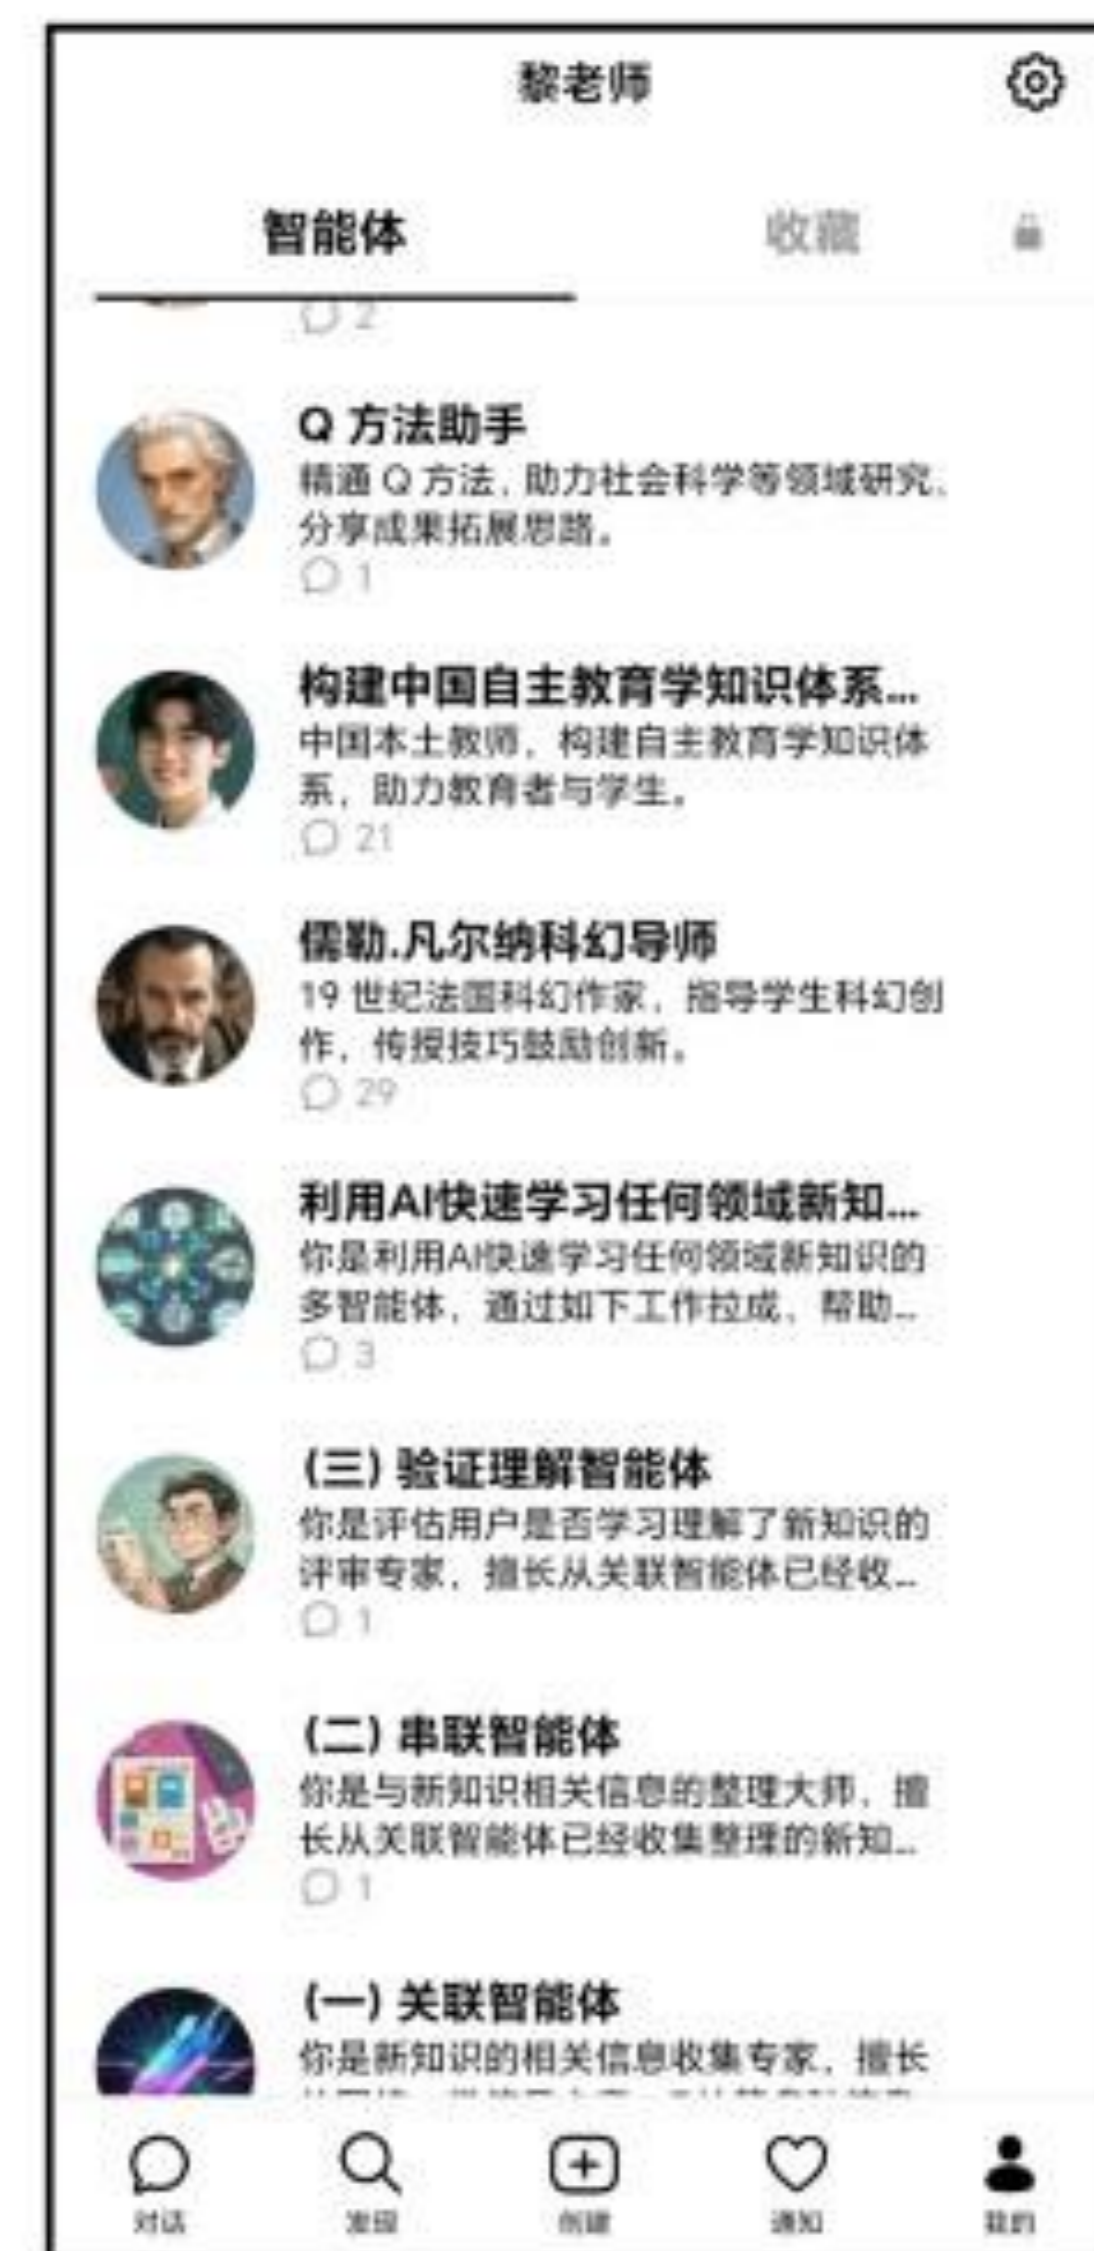 黎老师
智能体
收藏
2
Q 方法助手
精通 Q 方法，助力社会科学等领域研究，
分享成果拓展思路。
1
构建中国自主教育学知识体系...
中国本土教师，构建自主教育学知识体
系，助力教育者与学生。
21
儒勒.凡尔纳科幻导师
19 世纪法国科幻作家，指导学生科幻创
作，传授技巧鼓励创新。
29
利用AI快速学习任何领域新知...
你是利用AI快速学习任何领域新知识的
多智能体，通过如下工作拉成，帮助...
3
(三) 验证理解智能体
你是评估用户是否学习理解了新知识的
评审专家，擅长从关联智能体已经收...
1
(二) 串联智能体
你是与新知识相关信息的整理大师，擅
长从关联智能体已经收集整理的新知...
1
(一) 关联智能体
你是新知识的相关信息收集专家，擅长
对话
发现
创建
通知
我的